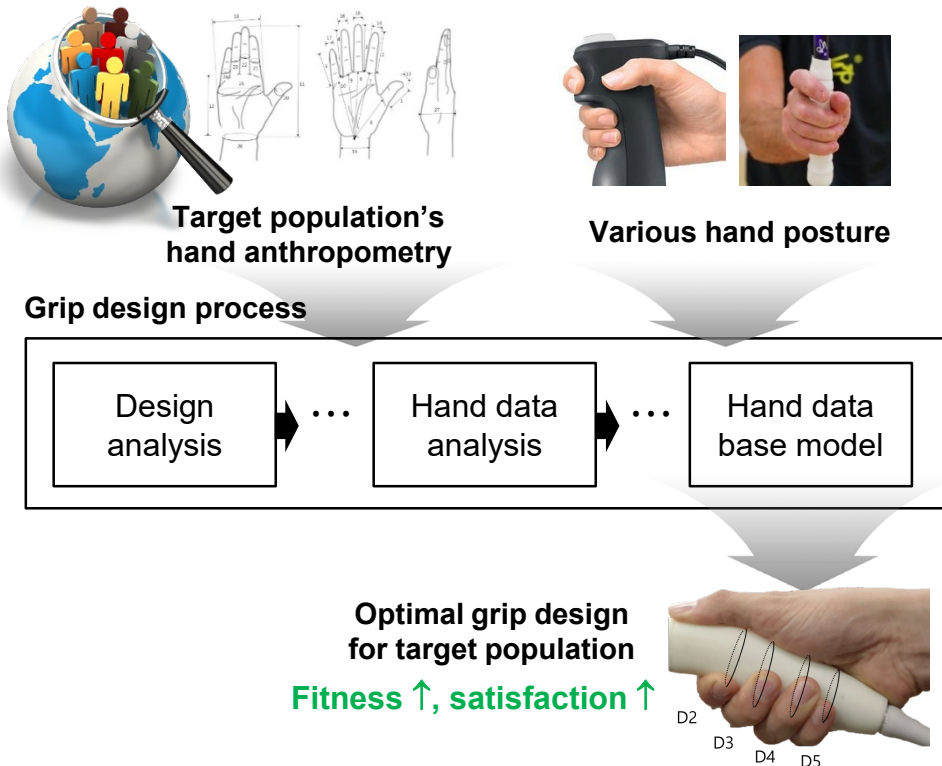 Target population's
hand anthropometry
Various hand posture
Grip design process
Design
analysis
...
Hand data
analysis
...
Hand data
base model
Optimal grip design
for target population
Fitness ↑, satisfaction ↑
D2
D3
D4
D5